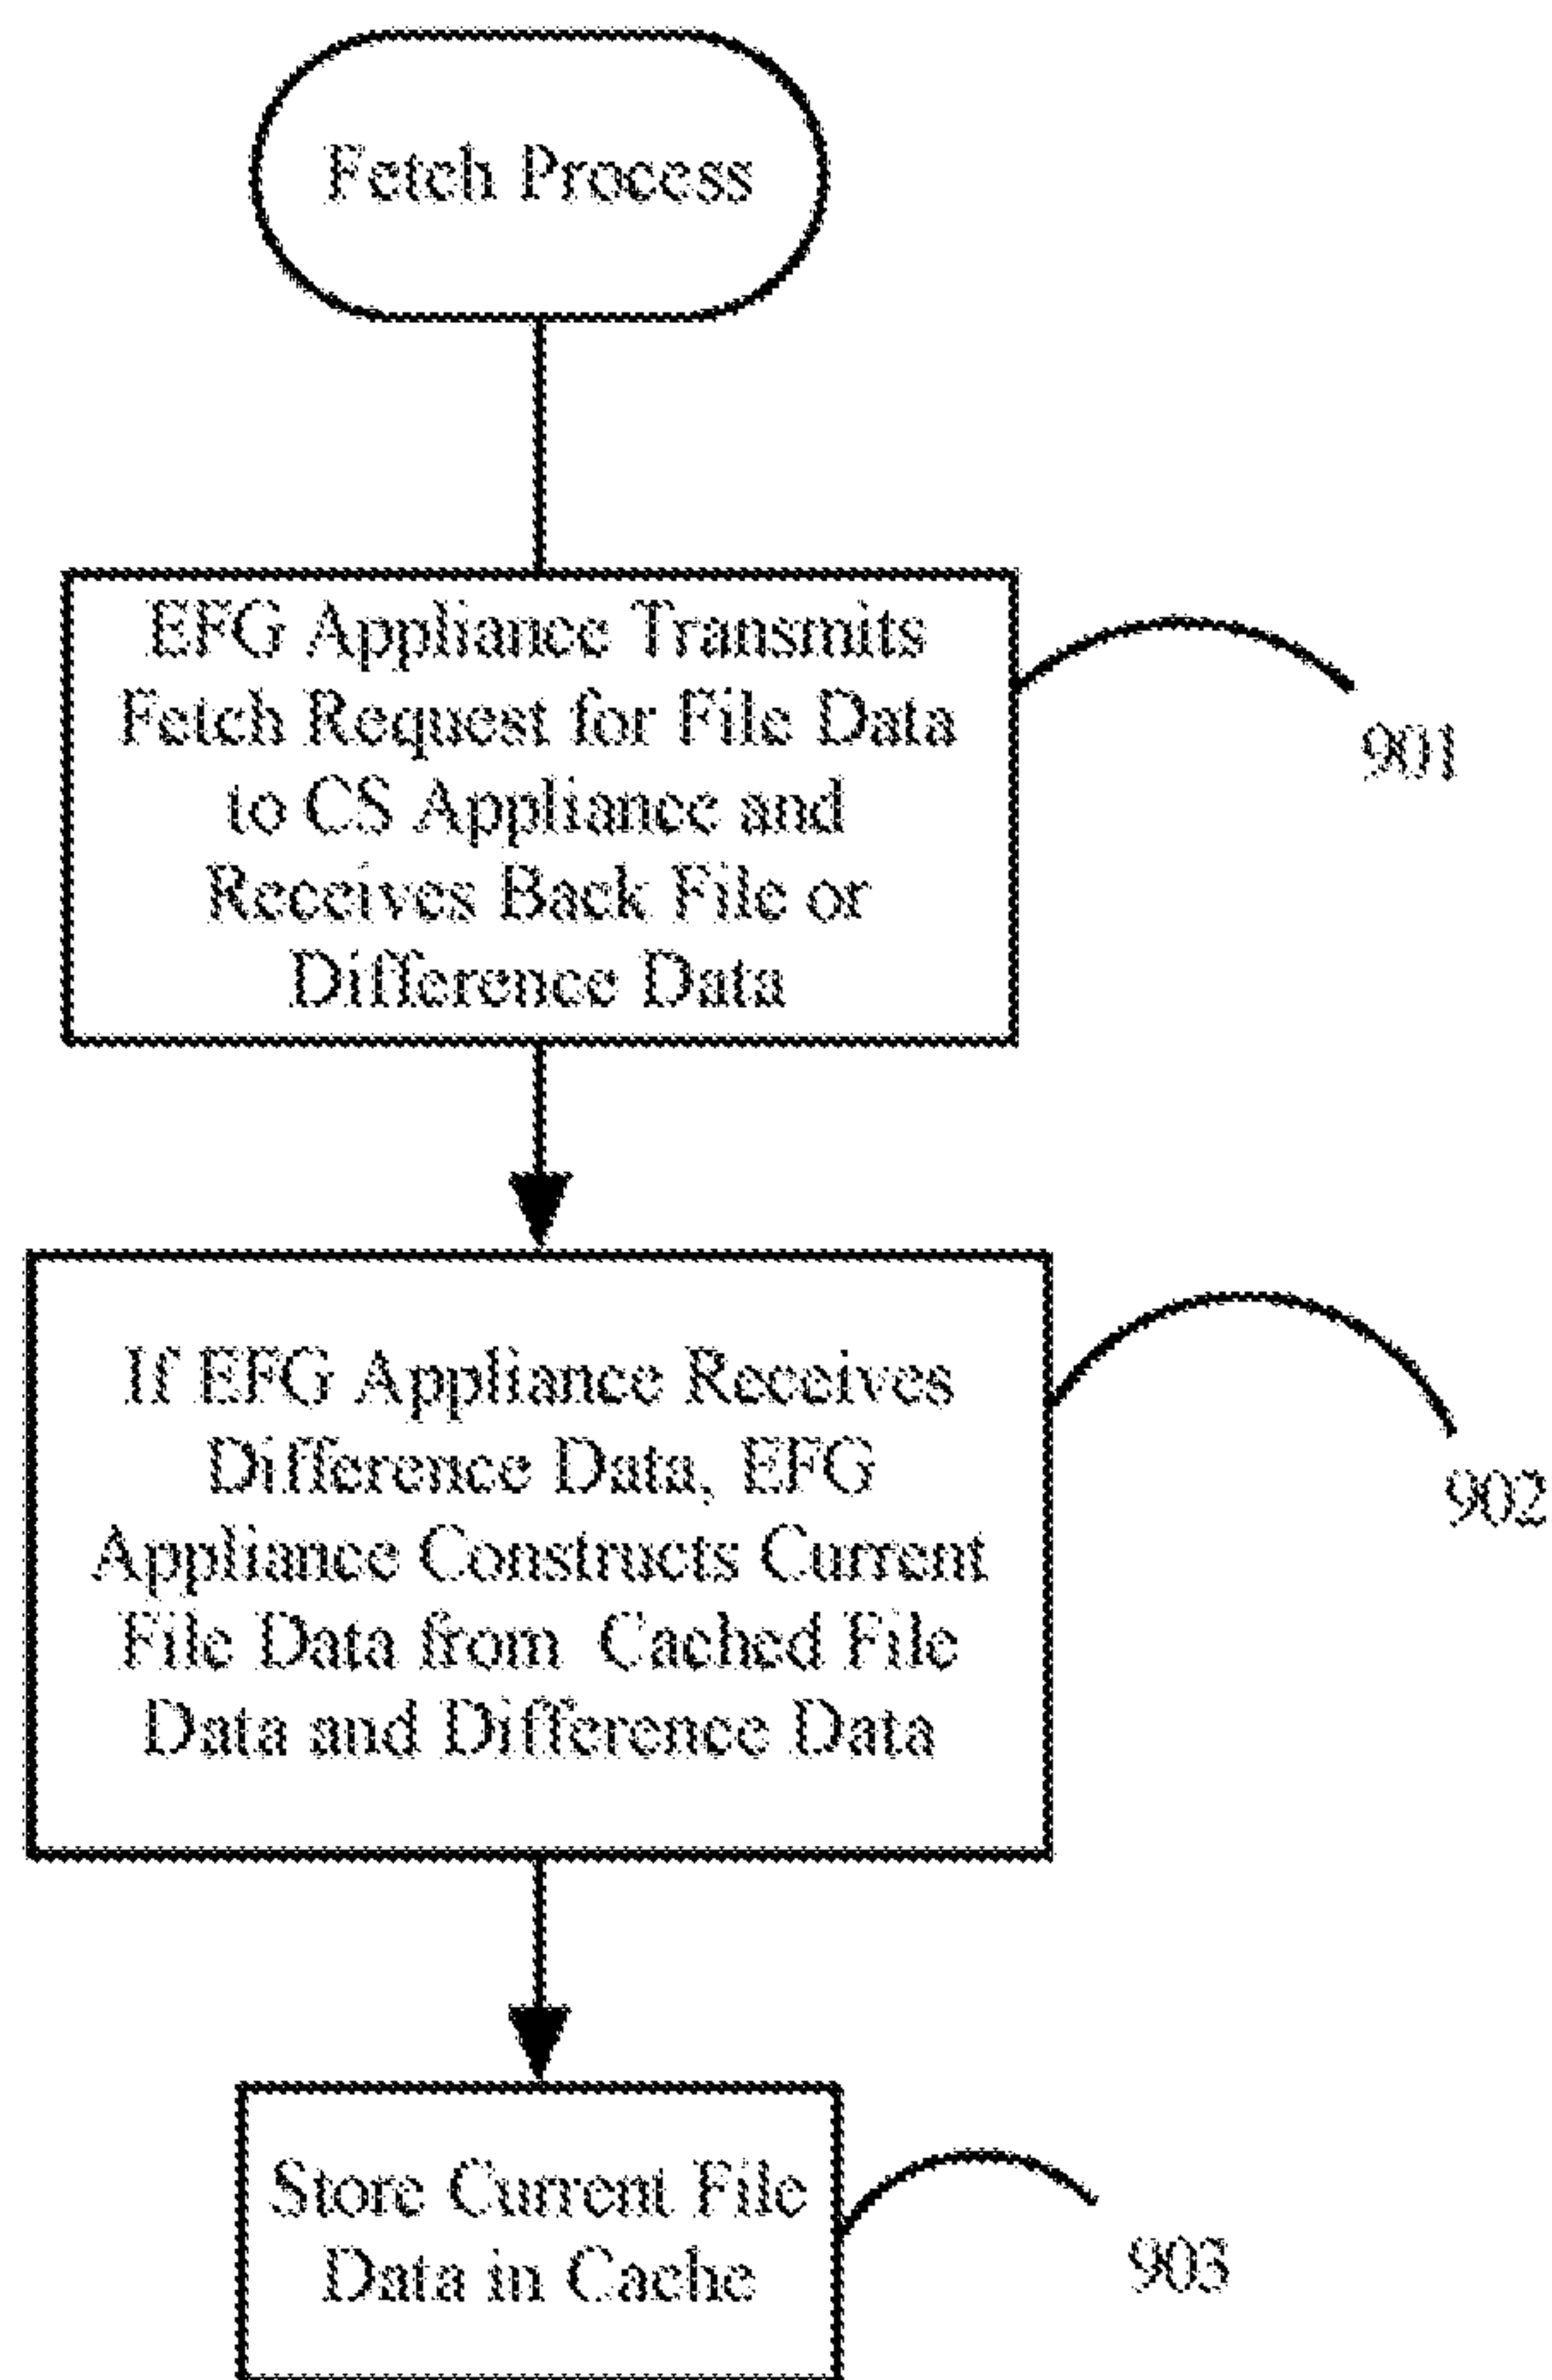 Fetch Process
EFG Appliance Transmits
Fetch Request for File Data
to CS Appliance and
Receives Back File or
Difference Data
901
If EFG Appliance Receives
Difference Data, EFG
Appliance Constructs Current
File Data from Cached File
Data and Difference Data
902
Store Current File
Data in Cache
903